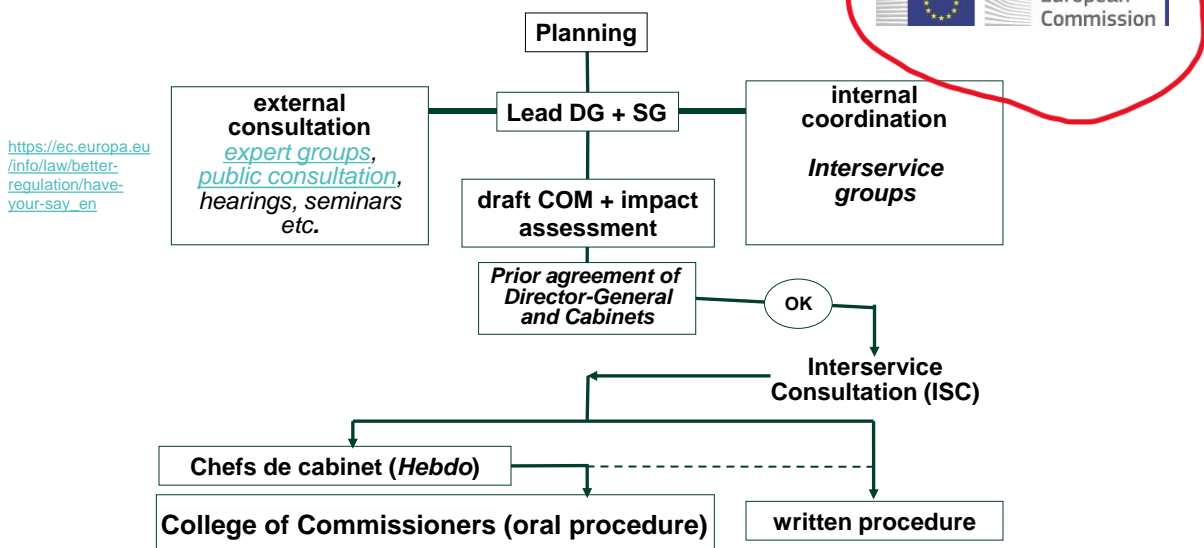 European
Commission
Planning
external
consultation
expert groups,
public consultation,
hearings, seminars
etc.
Lead DG + SG
internal
coordination
Interservice
groups
https://ec.europa.eu
/info/law/better-
regulation/have-
your-say_en
draft COM + impact
assessment
Prior agreement of
Director-General
and Cabinets
OK
Interservice
Consultation (ISC)
Chefs de cabinet (Hebdo)
College of Commissioners (oral procedure)
written procedure